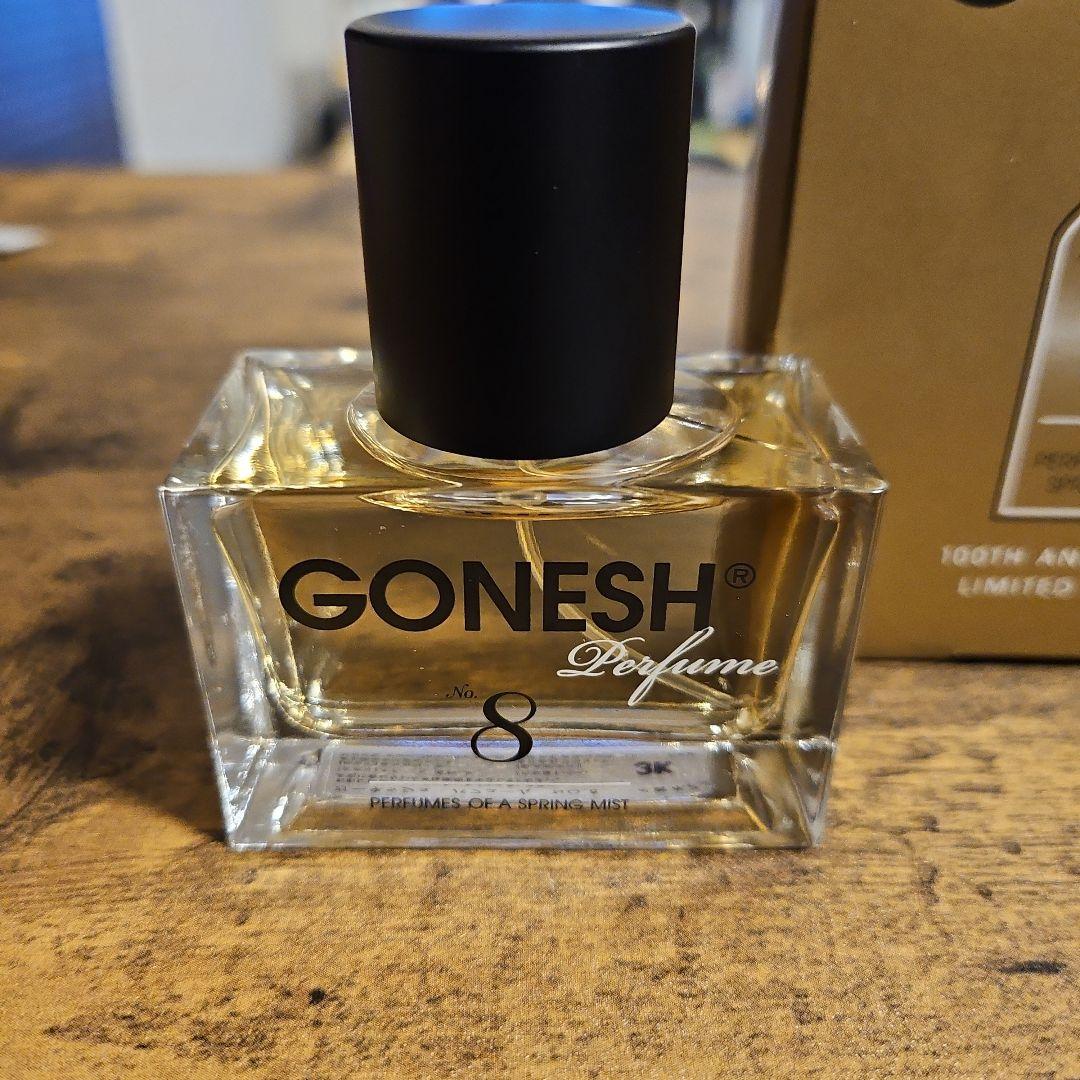 GONESH®
Perfume
No. 8
PERFUMES OF A SPRING MIST
3K
100TH AN
LIMITED